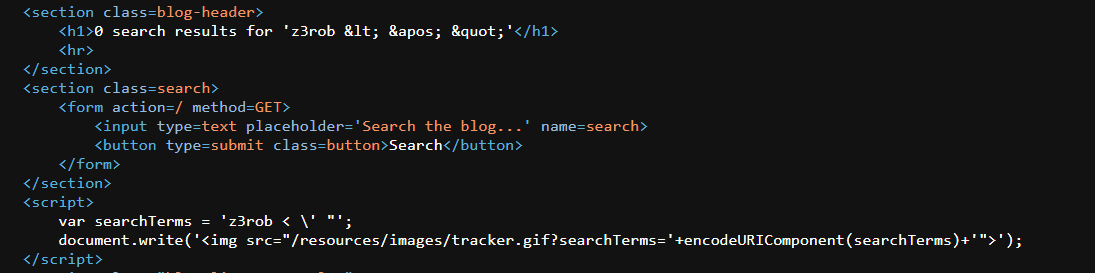 <section class=blog-header>
<h1>0 search results for 'z3rob &lt; &apos; &quot;'</h1>
<hr>
</section>
<section class=search>
<form action=/ method=GET>
<input type=text placeholder='Search the blog...' name=search>
<button type=submit class=button>Search</button>
</form>
</section>
<script>
var searchTerms = 'z3rob < \' "';
document.write('<img src="/resources/images/tracker.gif?searchTerms='+encodeURIComponent(searchTerms)+'">');
</script>